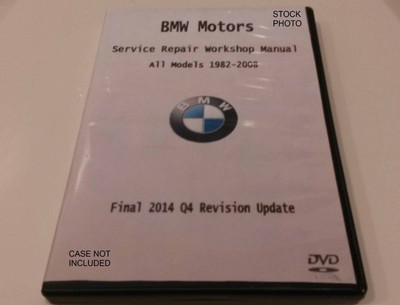 STOCK
PHOTO
BMW Motors
Service Repair Workshop Manual
All Models 1982-2008
BMW
Final 2014 Q4 Revision Update
CASE NOT
INCLUDED
DVD